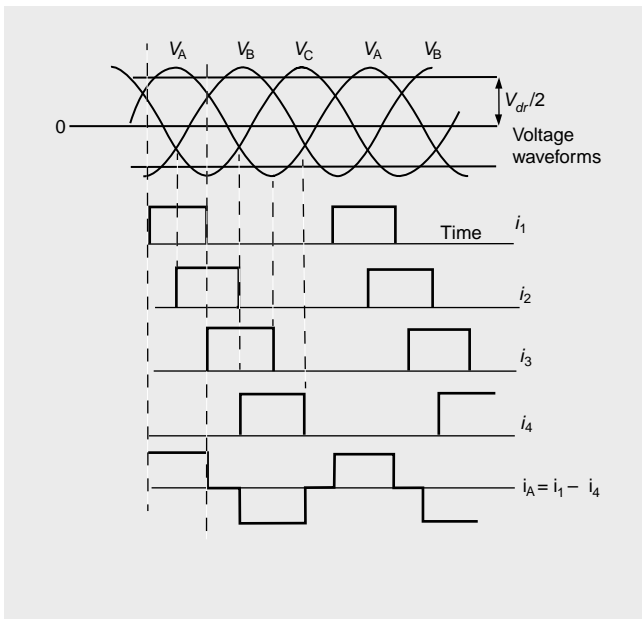 V_A V_B V_C V_A V_B
V_dr/2
0
Voltage
waveforms
Time
i_1
i_2
i_3
i_4
i_A = i_1 – i_4